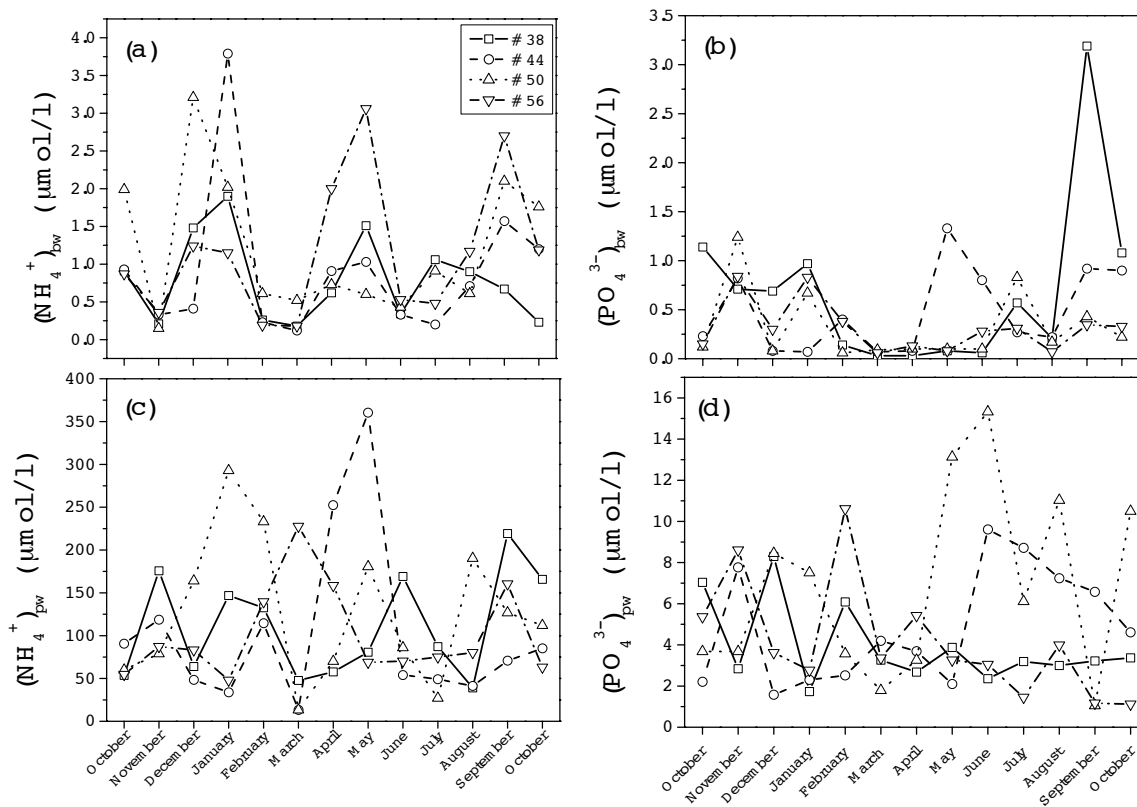 (a)
# 38
# 44
# 50
# 56
(NH4+)bw (μmol/l)
4.0
3.5
3.0
2.5
2.0
1.5
1.0
0.5
0.0
(b)
(PO43−)bw (μmol/l)
3.5
3.0
2.5
2.0
1.5
1.0
0.5
0.0
(c)
(NH4+)pw (μmol/l)
400
350
300
250
200
150
100
50
0
October
November
December
January
February
March
April
May
June
July
August
September
October
(d)
(PO43−)pw (μmol/l)
16
14
12
10
8
6
4
2
0
October
November
December
January
February
March
April
May
June
July
August
September
October